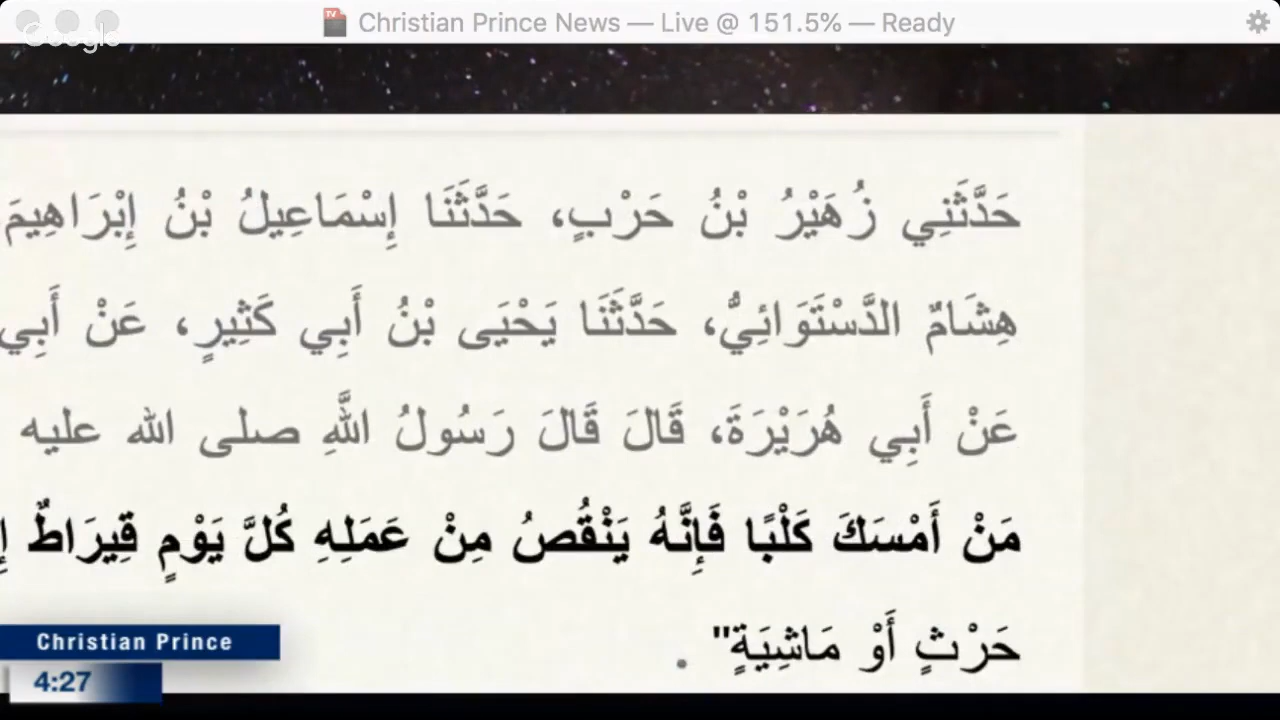 Christian Prince News — Live @ 151.5% — Ready
Google
حَدَّثَنِي زُهَيْرُ بْنُ حَرْبٍ، حَدَّثَنَا إِسْمَاعِيلُ بْنُ إِبْرَاهِيمَ
هِشَامٌ الدَّسْتَوَائِيُّ، حَدَّثَنَا يَحْيَى بْنُ أَبِي كَثِيرٍ، عَنْ أَبِي
عَنْ أَبِي هُرَيْرَةَ، قَالَ قَالَ رَسُولُ اللَّهِ صلى الله عليه
مَنْ أَمْسَكَ كَلْبًا فَإِنَّهُ يَنْقُصُ مِنْ عَمَلِهِ كُلَّ يَوْمٍ قِيرَاطٌ
حَرْثٍ أَوْ مَاشِيَةٍ" .
Christian Prince
4:27